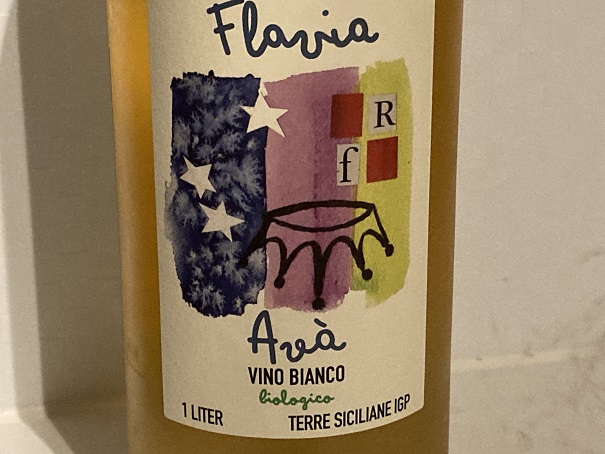 Flavia
R
f
Avà
VINO BIANCO
biologico
1 LITER
TERRE SICILIANE IGP